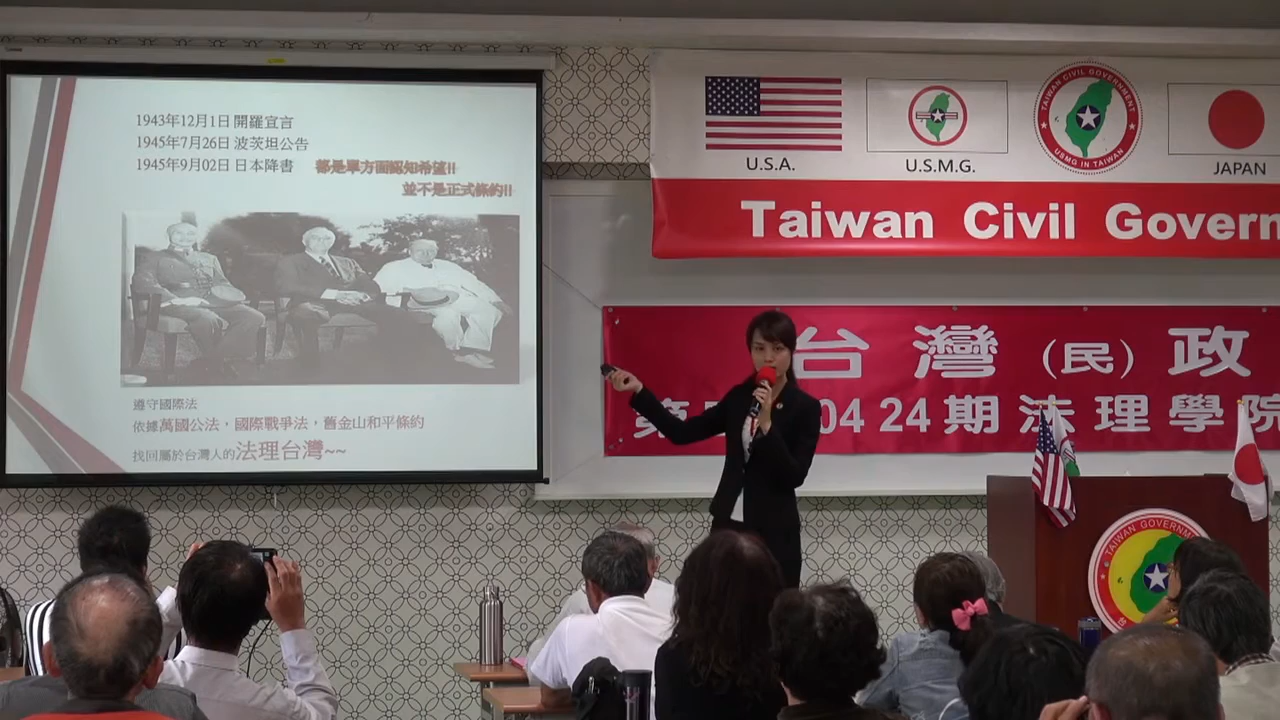 1943年12月1日 開羅宣言
1945年7月26日 波茨坦公告
1945年9月02日 日本降書 都是單方面認知希望!!
並不是正式條約!!
遵守國際法
依據萬國公法，國際戰爭法，舊金山和平條約
找回屬於台灣人的法理台灣~~
U.S.A.
U.S.M.G.
TAIWAN CIVIL GOVERNMENT
USMG IN TAIWAN
JAPAN
Taiwan Civil Govern
台灣（民）政
第
04 24期法理學院
TAIWAN GOVERNM
台